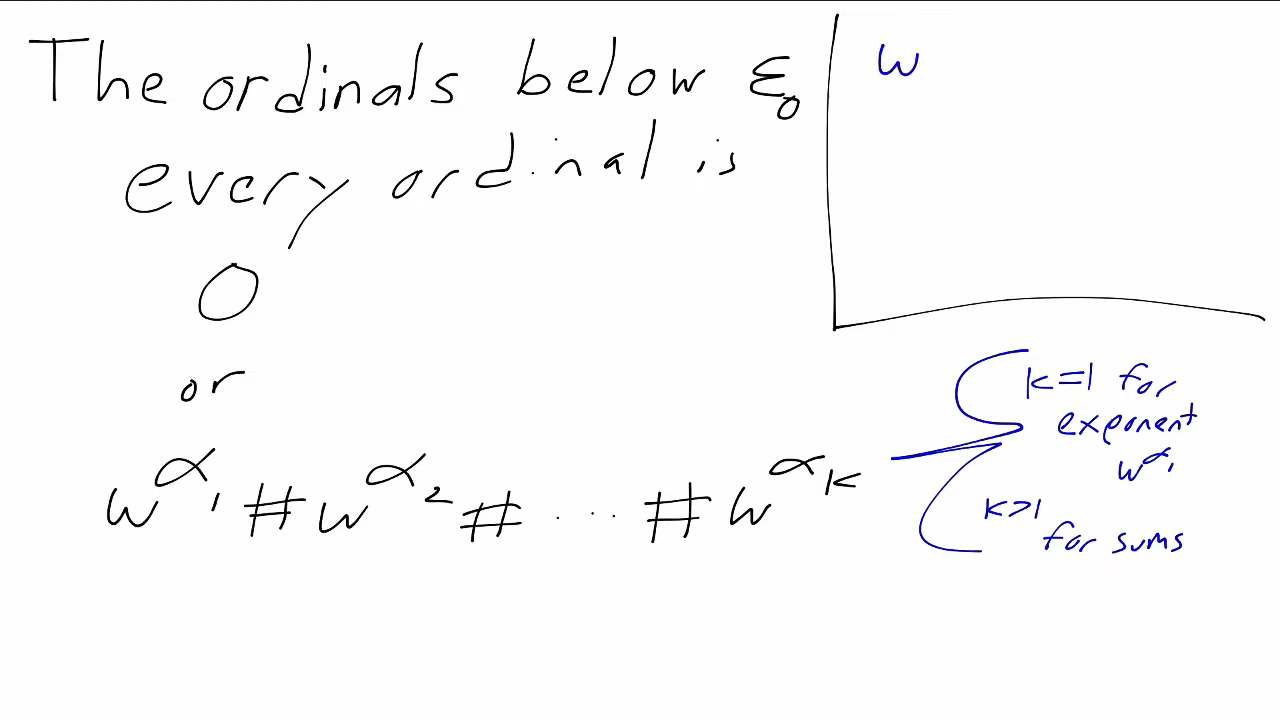 The ordinals below ε₀
every ordinal is
0
or
w^α₁ # w^α₂ # ... # w^αₖ
w
k=1 for
exponent
w^α₁
k>1
for sums